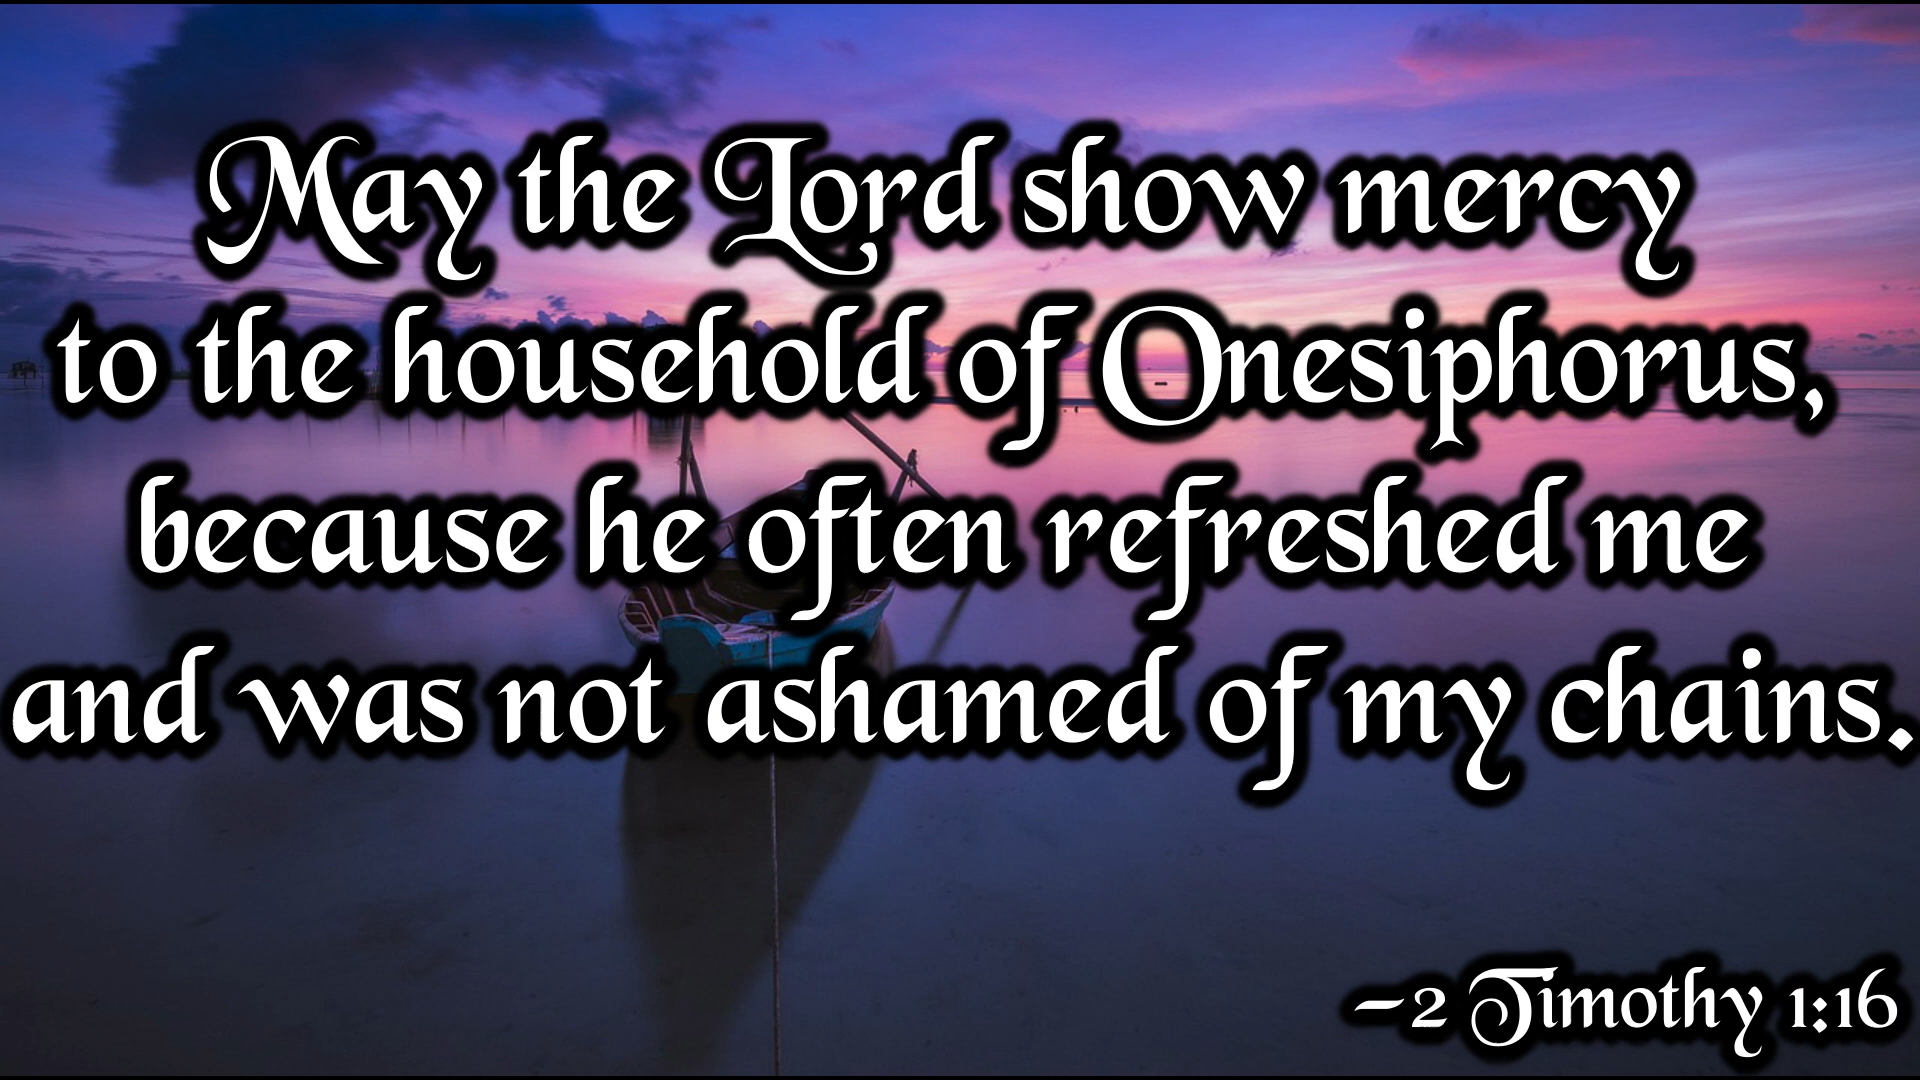 May the Lord show mercy
to the household of Onesiphorus,
because he often refreshed me
and was not ashamed of my chains.
–2 Timothy 1:16